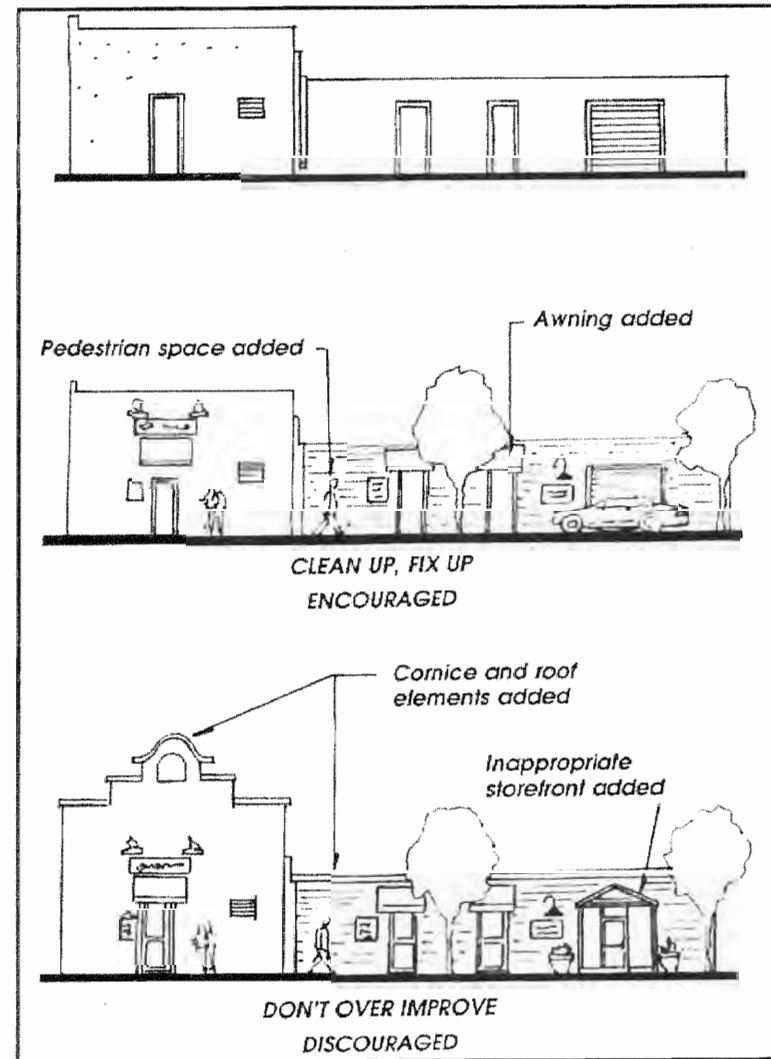 Pedestrian space added
Awning added
CLEAN UP, FIX UP
ENCOURAGED
Cornice and roof
elements added
Inappropriate
storefront added
DON'T OVER IMPROVE
DISCOURAGED